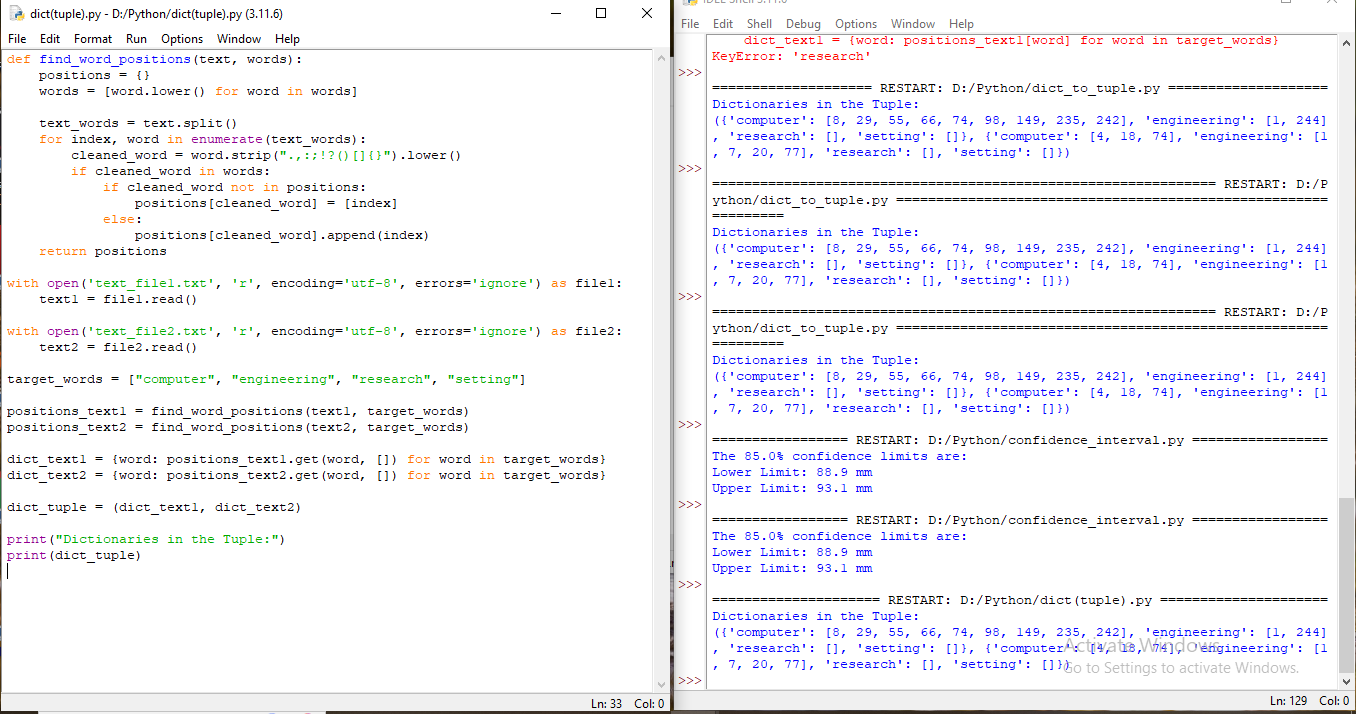 dict(tuple).py - D:/Python/dict(tuple).py (3.11.6)
File Edit Format Run Options Window Help
def find_word_positions(text, words):
    positions = {}
    words = [word.lower() for word in words]

    text_words = text.split()
    for index, word in enumerate(text_words):
        cleaned_word = word.strip(".,:;!?()[]{}").lower()
        if cleaned_word in words:
            if cleaned_word not in positions:
                positions[cleaned_word] = [index]
            else:
                positions[cleaned_word].append(index)
    return positions

with open('text_file1.txt', 'r', encoding='utf-8', errors='ignore') as file1:
    text1 = file1.read()

with open('text_file2.txt', 'r', encoding='utf-8', errors='ignore') as file2:
    text2 = file2.read()

target_words = ["computer", "engineering", "research", "setting"]

positions_text1 = find_word_positions(text1, target_words)
positions_text2 = find_word_positions(text2, target_words)

dict_text1 = {word: positions_text1.get(word, []) for word in target_words}
dict_text2 = {word: positions_text2.get(word, []) for word in target_words}

dict_tuple = (dict_text1, dict_text2)

print("Dictionaries in the Tuple:")
print(dict_tuple)
Ln: 33 Col: 0
IDLE Shell 3.11.6
File Edit Shell Debug Options Window Help
    dict_text1 = {word: positions_text1[word] for word in target_words}
KeyError: 'research'
>>>
==================== RESTART: D:/Python/dict_to_tuple.py ====================
Dictionaries in the Tuple:
({'computer': [8, 29, 55, 66, 74, 98, 149, 235, 242], 'engineering': [1, 244]
, 'research': [], 'setting': []}, {'computer': [4, 18, 74], 'engineering': [1
, 7, 20, 77], 'research': [], 'setting': []})
>>>
=============================================================== RESTART: D:/P
ython/dict_to_tuple.py ======================================================
=========
Dictionaries in the Tuple:
({'computer': [8, 29, 55, 66, 74, 98, 149, 235, 242], 'engineering': [1, 244]
, 'research': [], 'setting': []}, {'computer': [4, 18, 74], 'engineering': [1
, 7, 20, 77], 'research': [], 'setting': []})
>>>
=============================================================== RESTART: D:/P
ython/dict_to_tuple.py ======================================================
=========
Dictionaries in the Tuple:
({'computer': [8, 29, 55, 66, 74, 98, 149, 235, 242], 'engineering': [1, 244]
, 'research': [], 'setting': []}, {'computer': [4, 18, 74], 'engineering': [1
, 7, 20, 77], 'research': [], 'setting': []})
>>>
================= RESTART: D:/Python/confidence_interval.py =================
The 85.0% confidence limits are:
Lower Limit: 88.9 mm
Upper Limit: 93.1 mm
>>>
================= RESTART: D:/Python/confidence_interval.py =================
The 85.0% confidence limits are:
Lower Limit: 88.9 mm
Upper Limit: 93.1 mm
>>>
===================== RESTART: D:/Python/dict(tuple).py =====================
Dictionaries in the Tuple:
({'computer': [8, 29, 55, 66, 74, 98, 149, 235, 242], 'engineering': [1, 244]
, 'research': [], 'setting': []}, {'computer': [4, 18, 74], 'engineering': [1
, 7, 20, 77], 'research': [], 'setting': []})
>>>
Activate Windows
Go to Settings to activate Windows.
Ln: 129 Col: 0